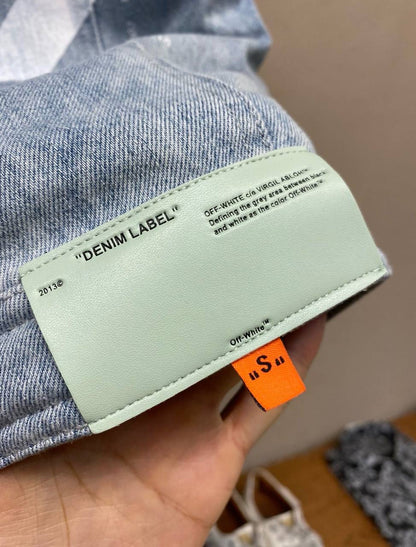 "DENIM LABEL"
2013©
OFF-WHITE c/o VIRGIL ABLOH™
Defining the grey area between black
and white as the color Off-White™.
Off-White™
"S"